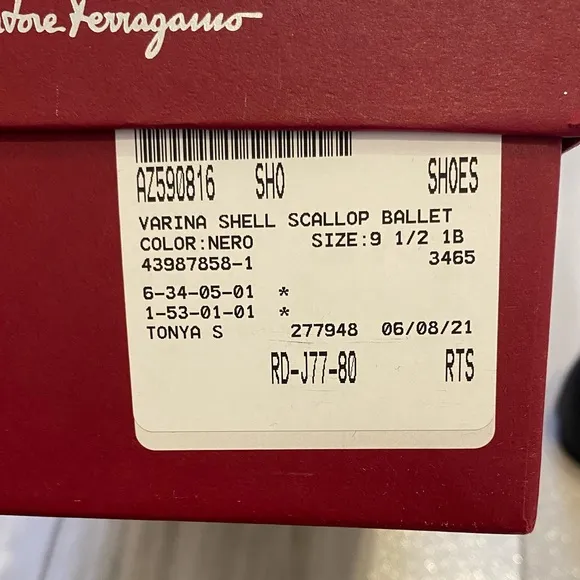 Ferragamo
AZ590816 SHO SHOES
VARINA SHELL SCALLOP BALLET
COLOR:NERO SIZE:9 1/2 1B
43987858-1 3465
6-34-05-01 *
1-53-01-01 *
TONYA S 277948 06/08/21
RD-J77-80 RTS